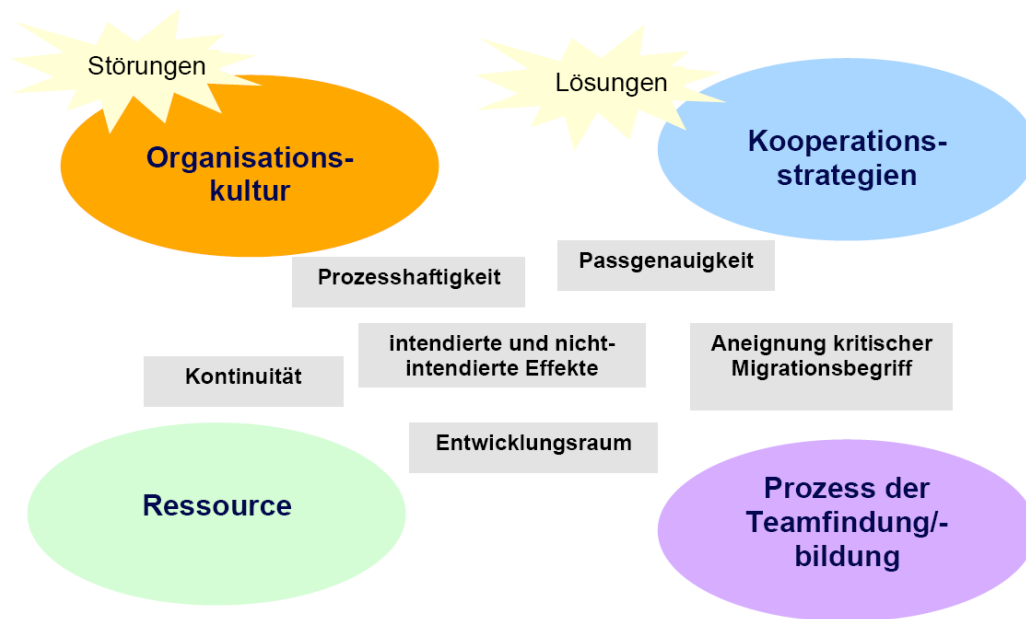 Störungen
Lösungen
Organisations-
kultur
Kooperations-
strategien
Prozesshaftigkeit
Passgenauigkeit
intendierte und nicht-
intendierte Effekte
Aneignung kritischer
Migrationsbegriff
Kontinuität
Entwicklungsraum
Ressource
Prozess der
Teamfindung/-
bildung